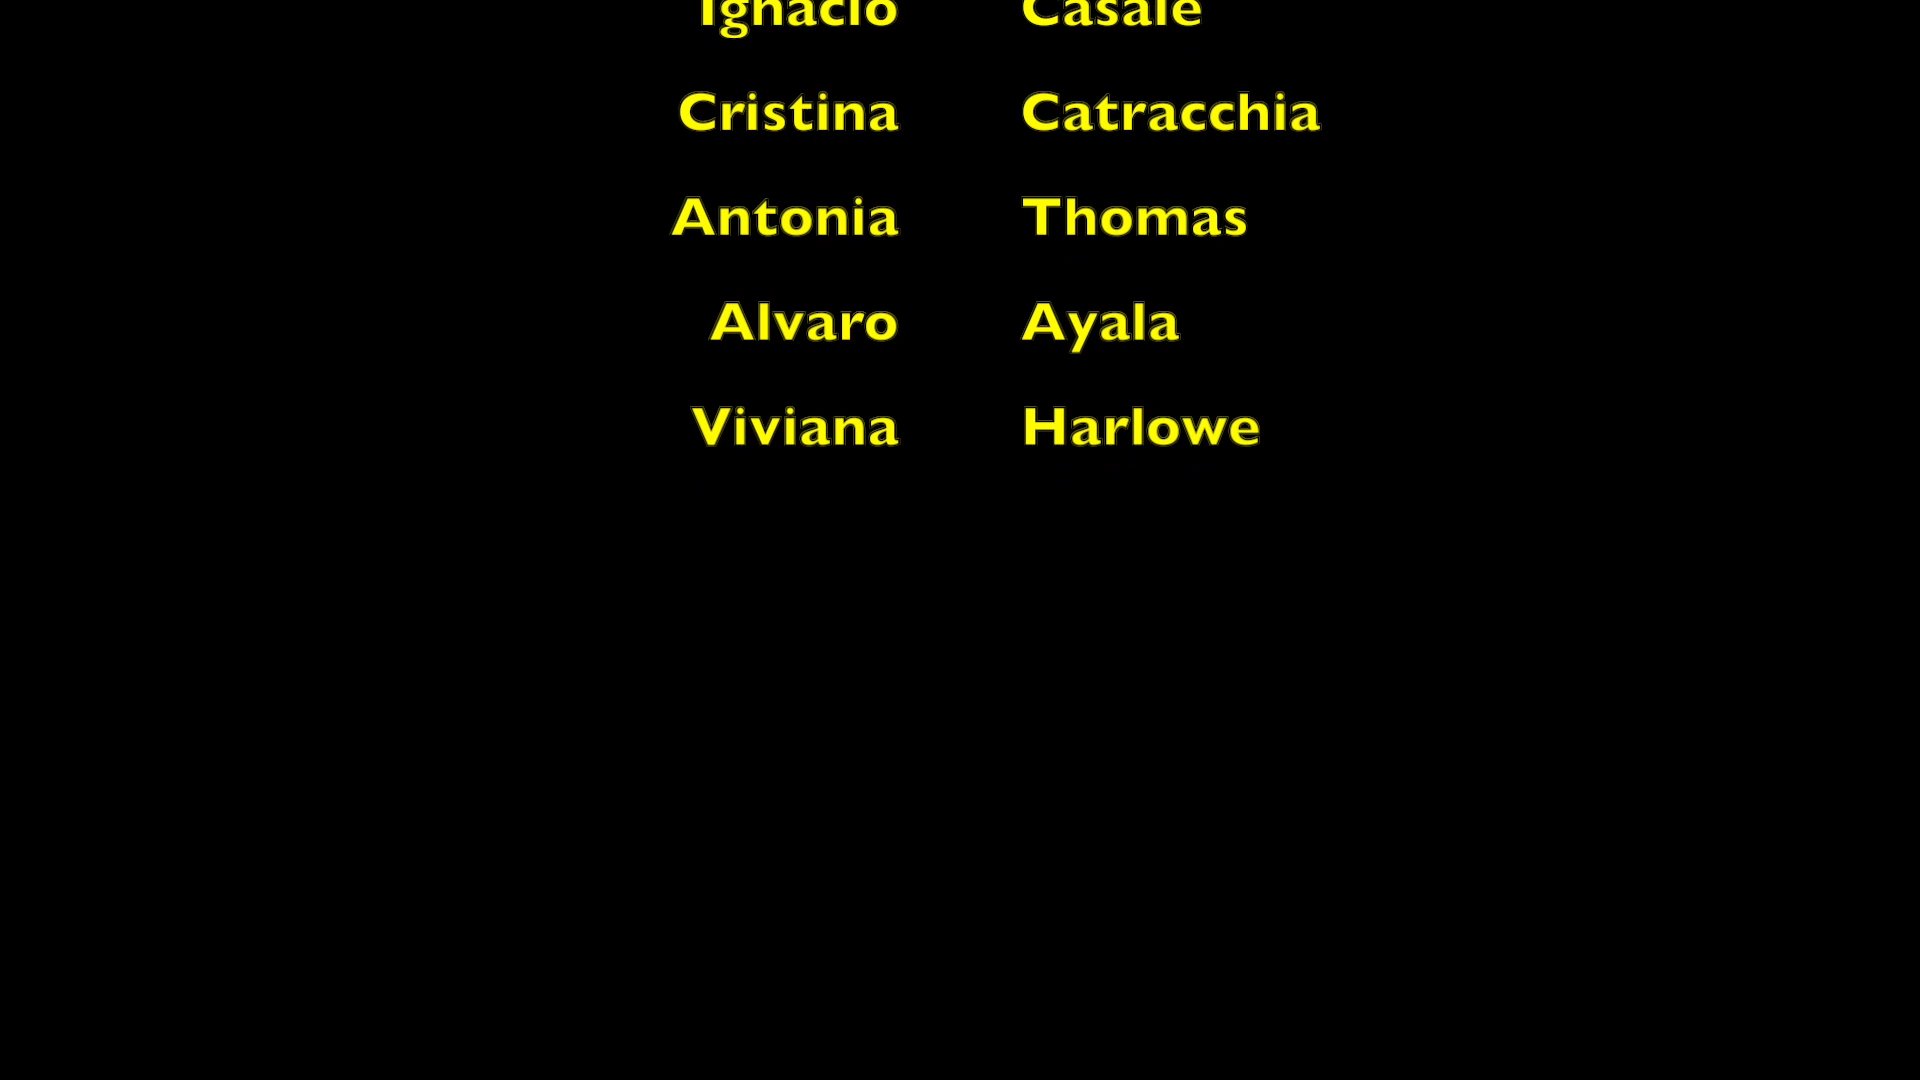 Ignacio Casale
Cristina Catracchia
Antonia Thomas
Alvaro Ayala
Viviana Harlowe